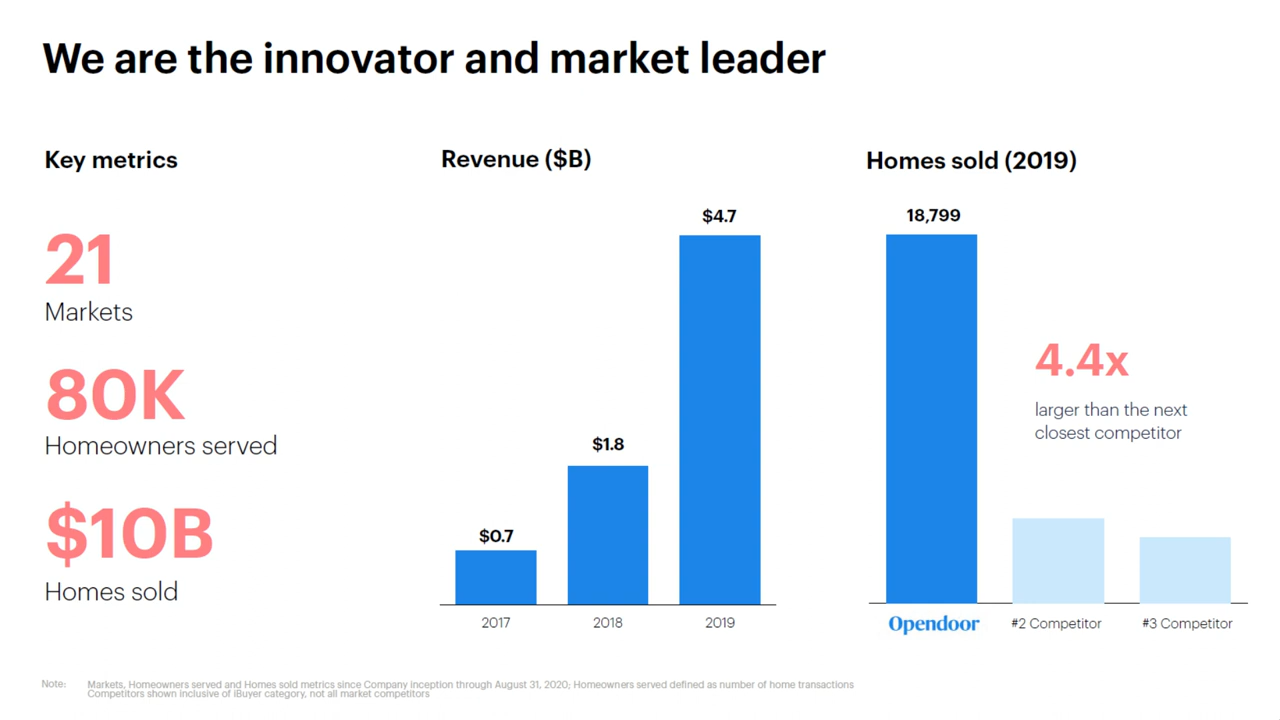 We are the innovator and market leader
Key metrics
21
Markets
80K
Homeowners served
$10B
Homes sold
Revenue ($B)
$0.7
$1.8
$4.7
2017
2018
2019
Homes sold (2019)
18,799
4.4x
larger than the next
closest competitor
Opendoor
#2 Competitor
#3 Competitor
Note: Markets, Homeowners served and Homes sold metrics since Company inception through August 31, 2020; Homeowners served defined as number of home transactions
Competitors shown inclusive of iBuyer category, not all market competitors